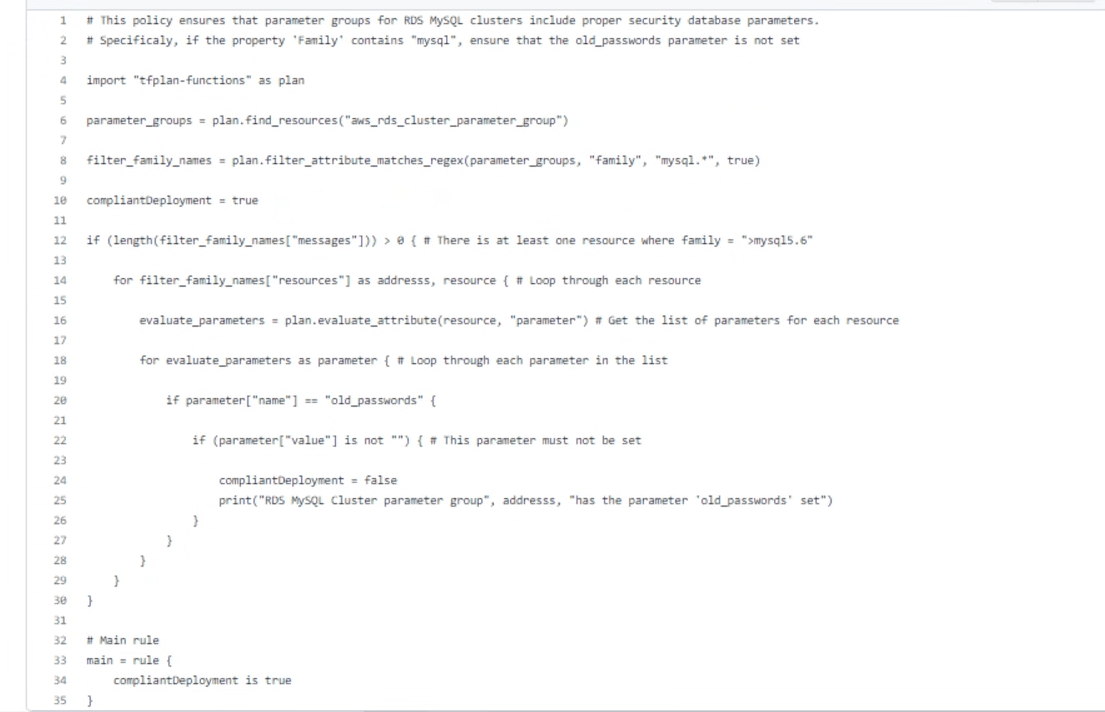 1 # This policy ensures that parameter groups for RDS MySQL clusters include proper security database parameters.
2 # Specificaly, if the property 'Family' contains "mysql", ensure that the old_passwords parameter is not set
3
4 import "tfplan-functions" as plan
5
6 parameter_groups = plan.find_resources("aws_rds_cluster_parameter_group")
7
8 filter_family_names = plan.filter_attribute_matches_regex(parameter_groups, "family", "mysql.*", true)
9
10 compliantDeployment = true
11
12 if (length(filter_family_names["messages"])) > 0 { # There is at least one resource where family = ">mysql5.6"
13
14     for filter_family_names["resources"] as addresss, resource { # Loop through each resource
15
16         evaluate_parameters = plan.evaluate_attribute(resource, "parameter") # Get the list of parameters for each resource
17
18         for evaluate_parameters as parameter { # Loop through each parameter in the list
19
20             if parameter["name"] == "old_passwords" {
21
22                 if (parameter["value"] is not "") { # This parameter must not be set
23
24                     compliantDeployment = false
25                     print("RDS MySQL Cluster parameter group", addresss, "has the parameter 'old_passwords' set")
26                 }
27             }
28         }
29     }
30 }
31
32 # Main rule
33 main = rule {
34     compliantDeployment is true
35 }